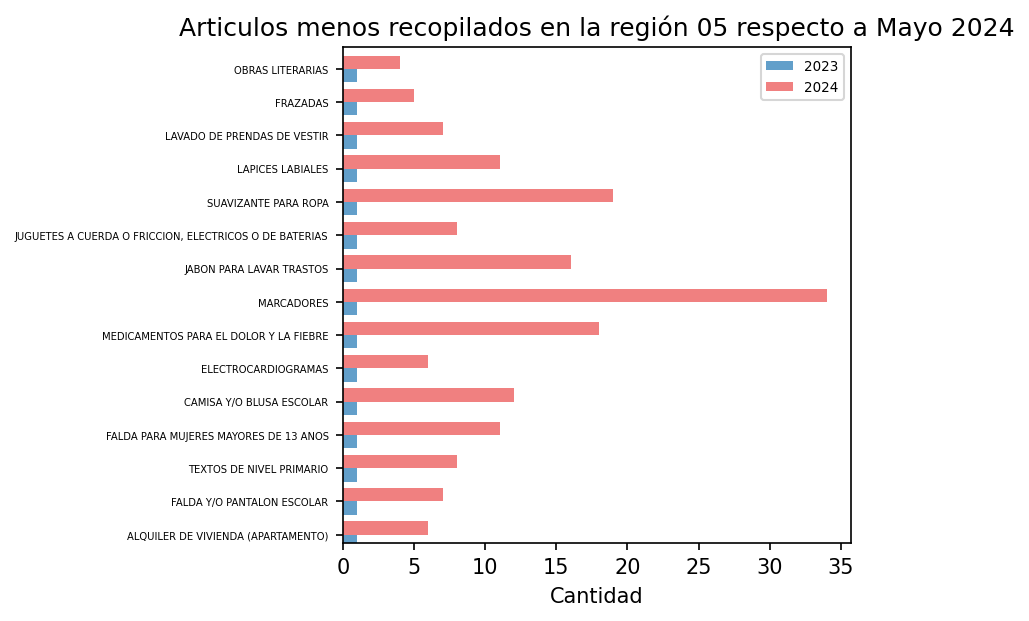 Articulos menos recopilados en la región 05 respecto a Mayo 2024
2023
2024
OBRAS LITERARIAS
FRAZADAS
LAVADO DE PRENDAS DE VESTIR
LAPICES LABIALES
SUAVIZANTE PARA ROPA
JUGUETES A CUERDA O FRICCION, ELECTRICOS O DE BATERIAS
JABON PARA LAVAR TRASTOS
MARCADORES
MEDICAMENTOS PARA EL DOLOR Y LA FIEBRE
ELECTROCARDIOGRAMAS
CAMISA Y/O BLUSA ESCOLAR
FALDA PARA MUJERES MAYORES DE 13 ANOS
TEXTOS DE NIVEL PRIMARIO
FALDA Y/O PANTALON ESCOLAR
ALQUILER DE VIVIENDA (APARTAMENTO)
0 5 10 15 20 25 30 35
Cantidad